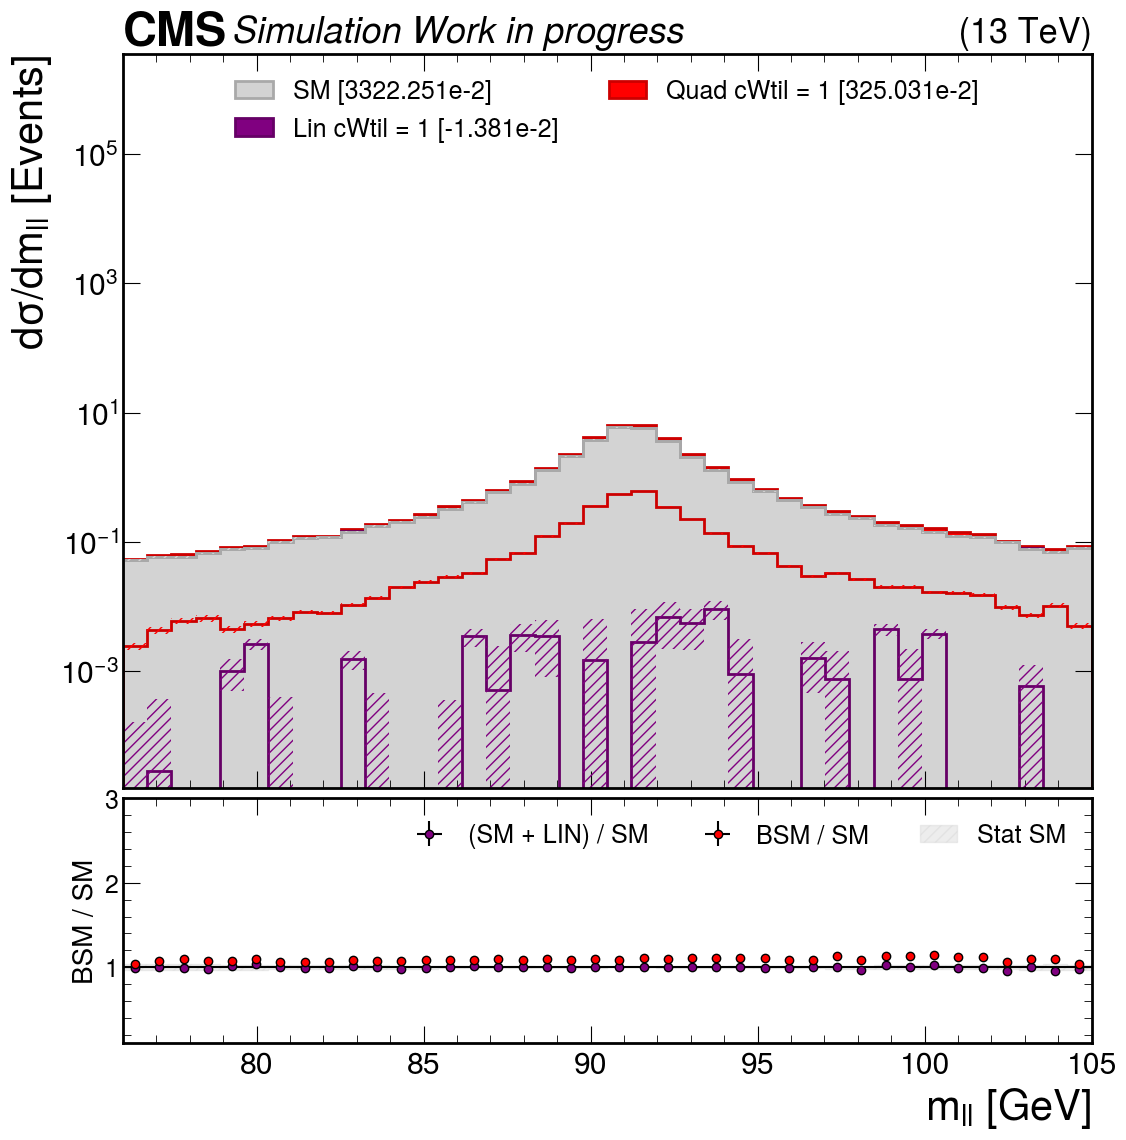 CMS Simulation Work in progress (13 TeV)
dσ/dm_ll [Events]
SM [3322.251e-2]
Quad cWtil = 1 [325.031e-2]
Lin cWtil = 1 [-1.381e-2]
10^5
10^3
10^1
10^−1
10^−3
BSM / SM
3
2
1
(SM + LIN) / SM
BSM / SM
Stat SM
80 85 90 95 100 105
m_ll [GeV]